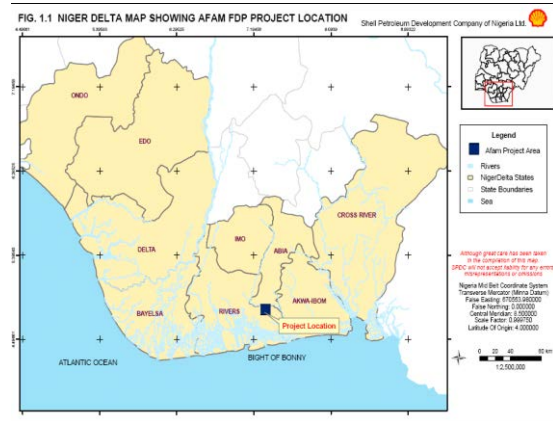 FIG. 1.1 NIGER DELTA MAP SHOWING AFAM FDP PROJECT LOCATION
Shell Petroleum Development Company of Nigeria Ltd.
ONDO
EDO
CROSS RIVER
IMO
ABIA
DELTA
AKWA-IBOM
BAYELSA
RIVERS
Project Location
ATLANTIC OCEAN
BIGHT OF BONNY
Legend
Afam Project Area
Rivers
NigerDelta States
State Boundaries
Sea
Although great care has been taken
in the compilation of this map.
SPDC will not accept liability for any errors,
misrepresentations or omissions.
Nigeria Mid Belt Coordinate System
Transverse Mercator (Minna Datum)
False Easting: 670553.980000
False Northing: 0.000000
Central Meridian: 8.500000
Scale Factor: 0.999750
Latitude Of Origin: 4.000000
1:2,500,000